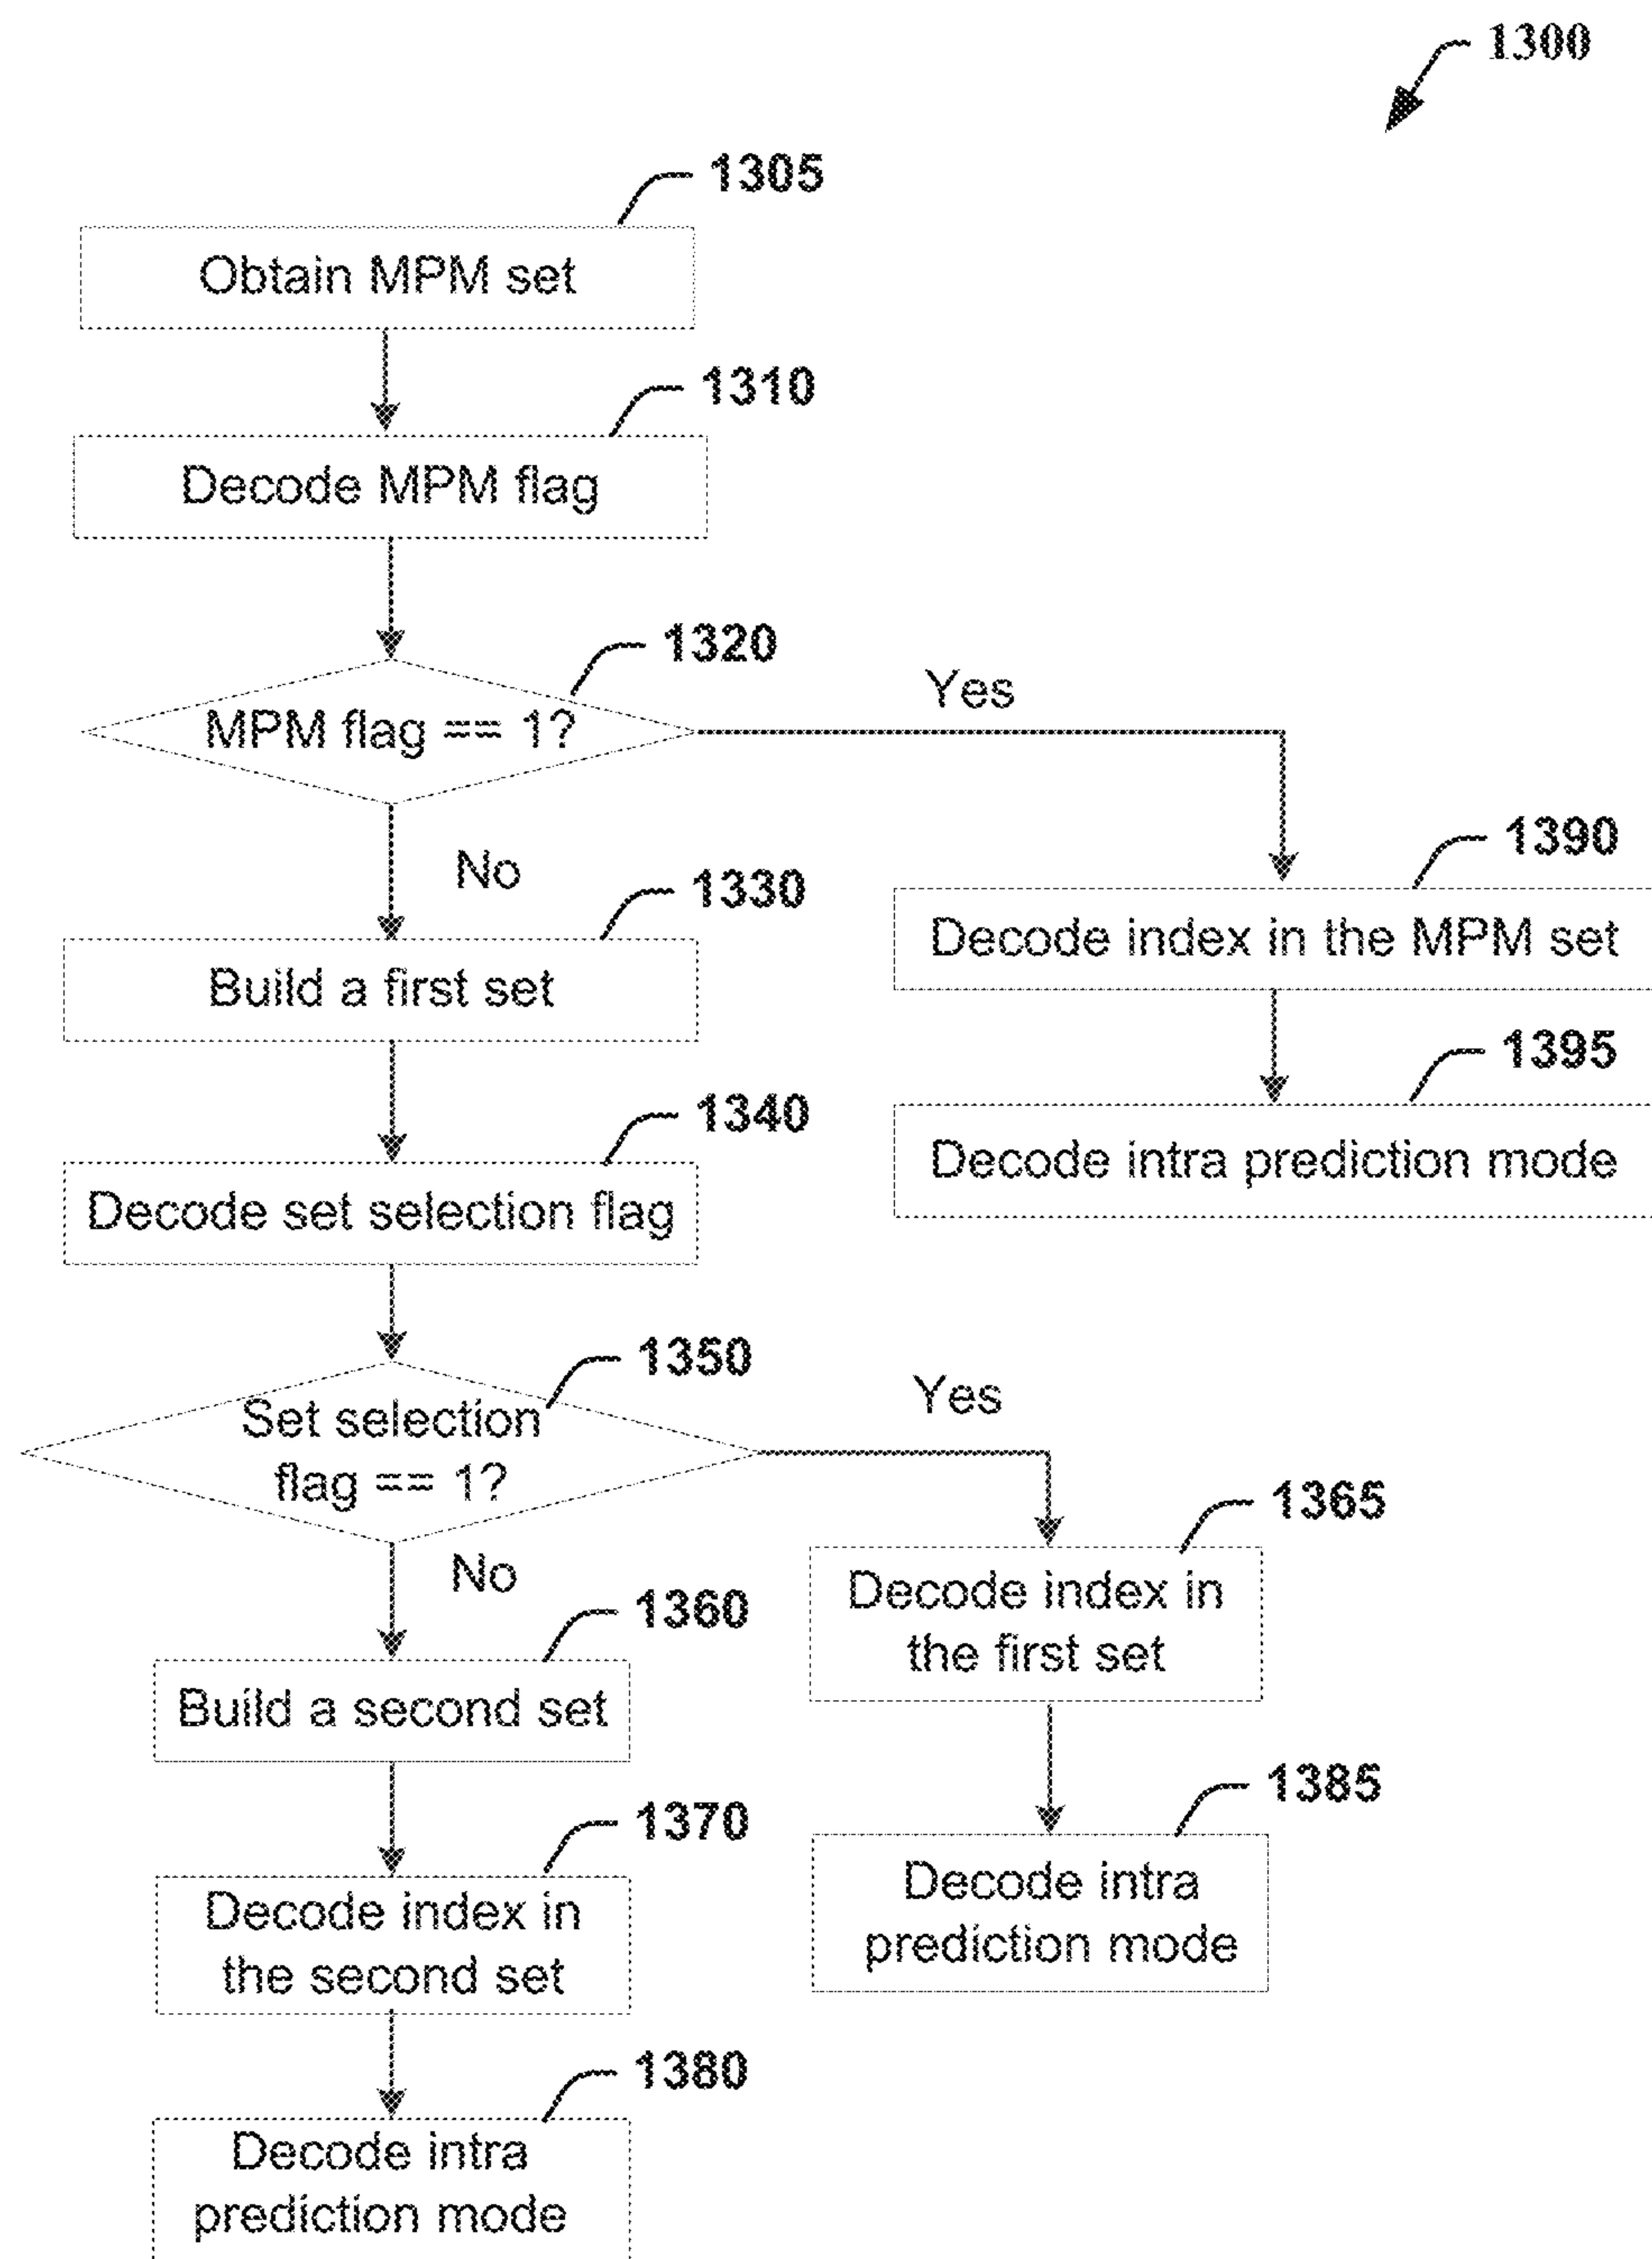 1300
1305
Obtain MPM set
1310
Decode MPM flag
1320
MPM flag == 1?
Yes
No
1330
Build a first set
1390
Decode index in the MPM set
1340
Decode set selection flag
1395
Decode intra prediction mode
1350
Set selection
flag == 1?
Yes
No
1360
Build a second set
1365
Decode index in
the first set
1370
Decode index in
the second set
1385
Decode intra
prediction mode
1380
Decode intra
prediction mode